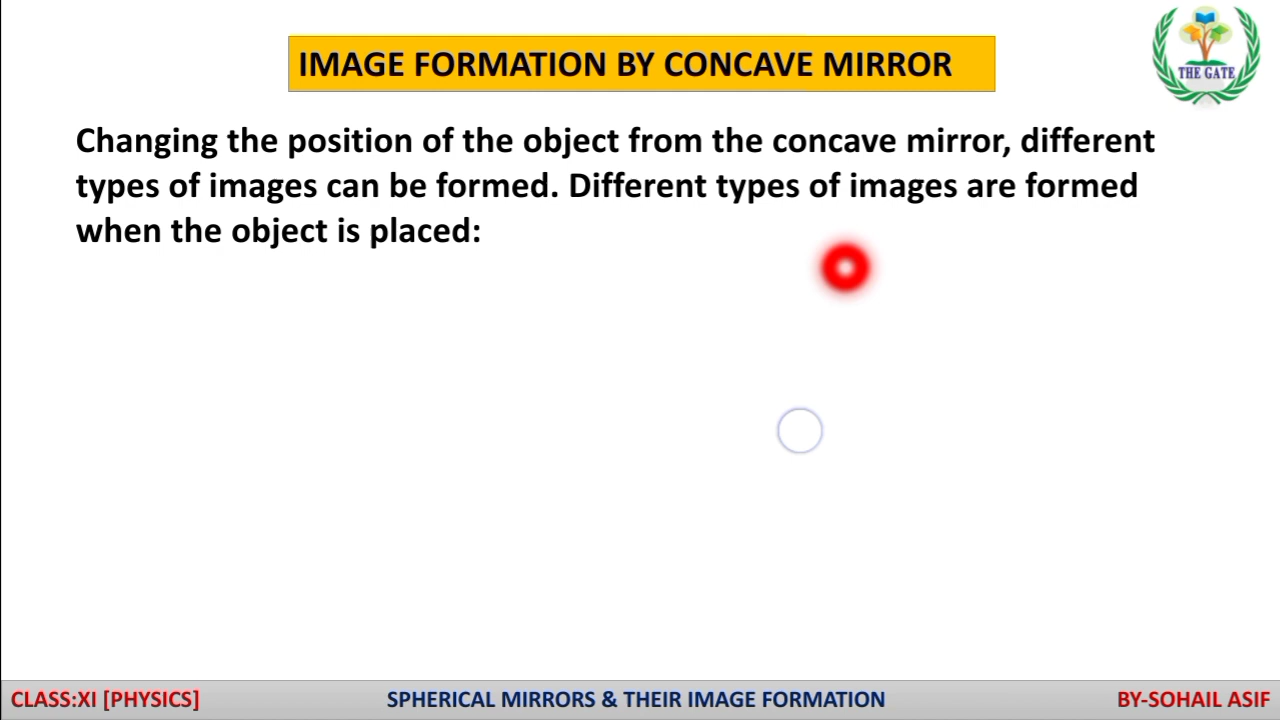 IMAGE FORMATION BY CONCAVE MIRROR
THE GATE
Changing the position of the object from the concave mirror, different
types of images can be formed. Different types of images are formed
when the object is placed:
CLASS:XI [PHYSICS]
SPHERICAL MIRRORS & THEIR IMAGE FORMATION
BY-SOHAIL ASIF